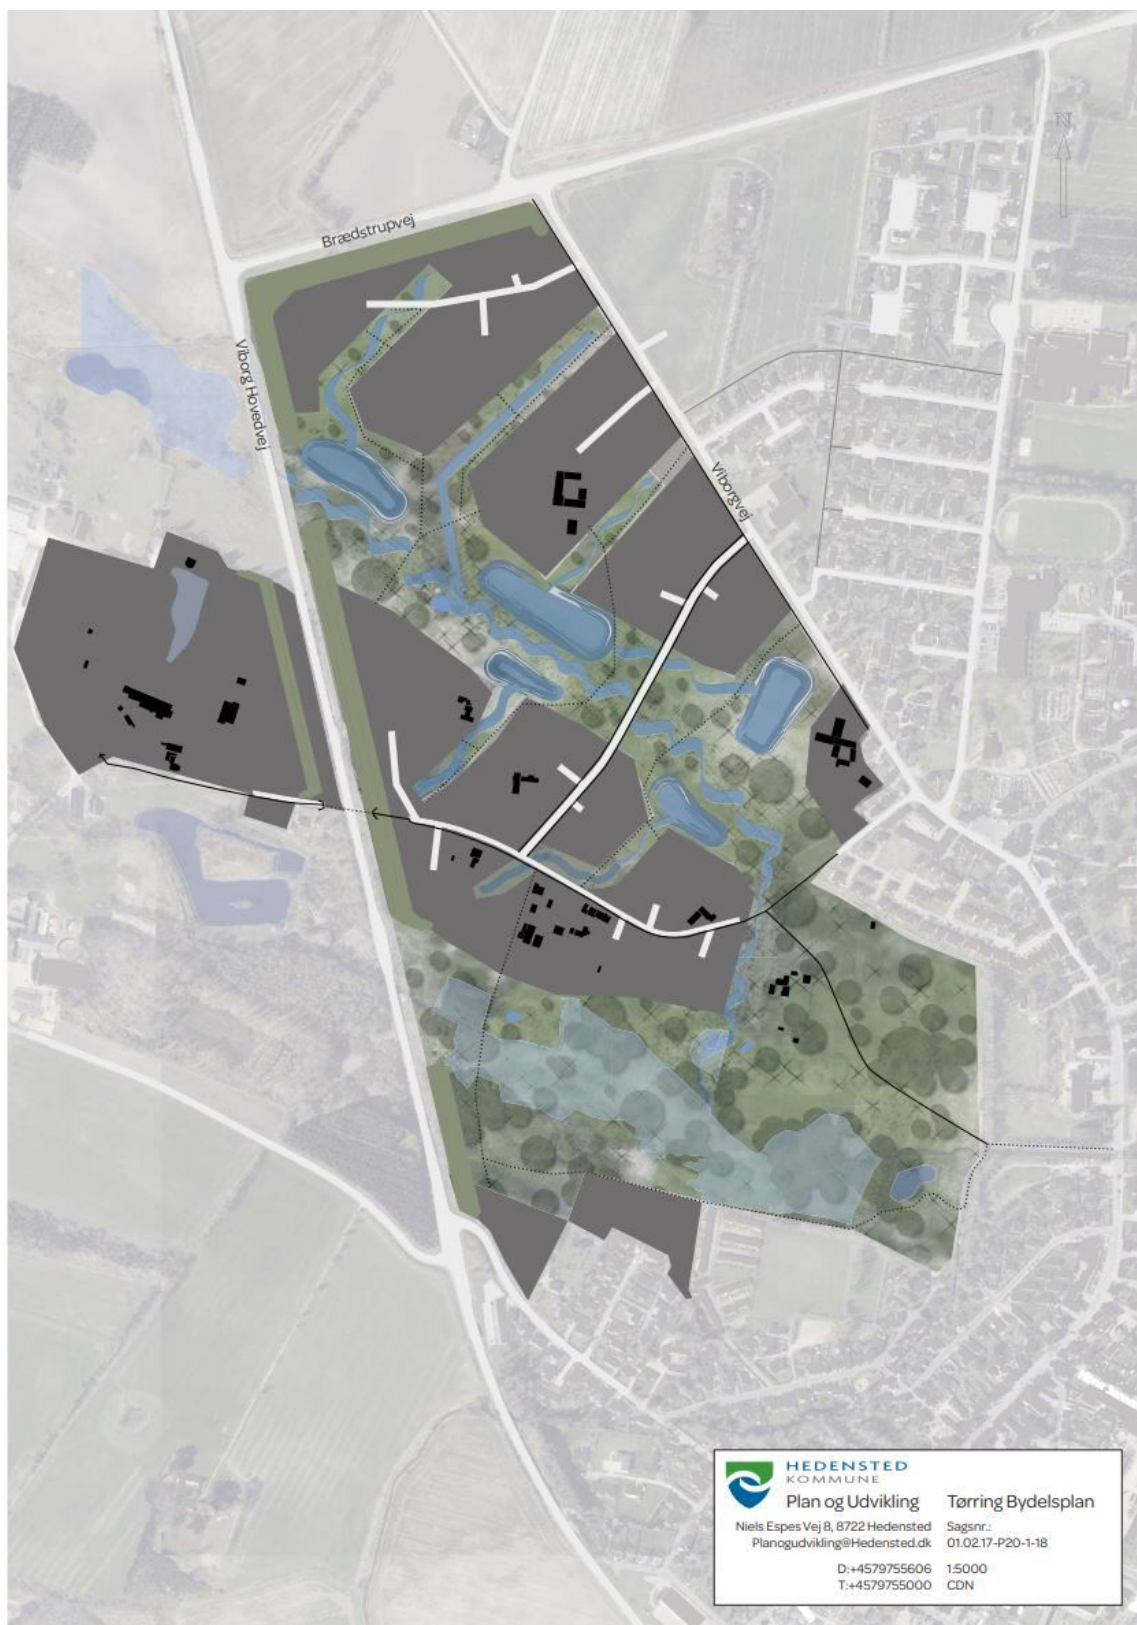 N
Brædstrupvej
Viborg Hovedvej
Viborgvej
HEDENSTED
KOMMUNE
Plan og Udvikling Tørring Bydelsplan
Niels Espes Vej 8, 8722 Hedensted Sagsnr.:
Planogudvikling@Hedensted.dk 01.02.17-P20-1-18
D:+4579755606 1:5000
T:+4579755000 CDN